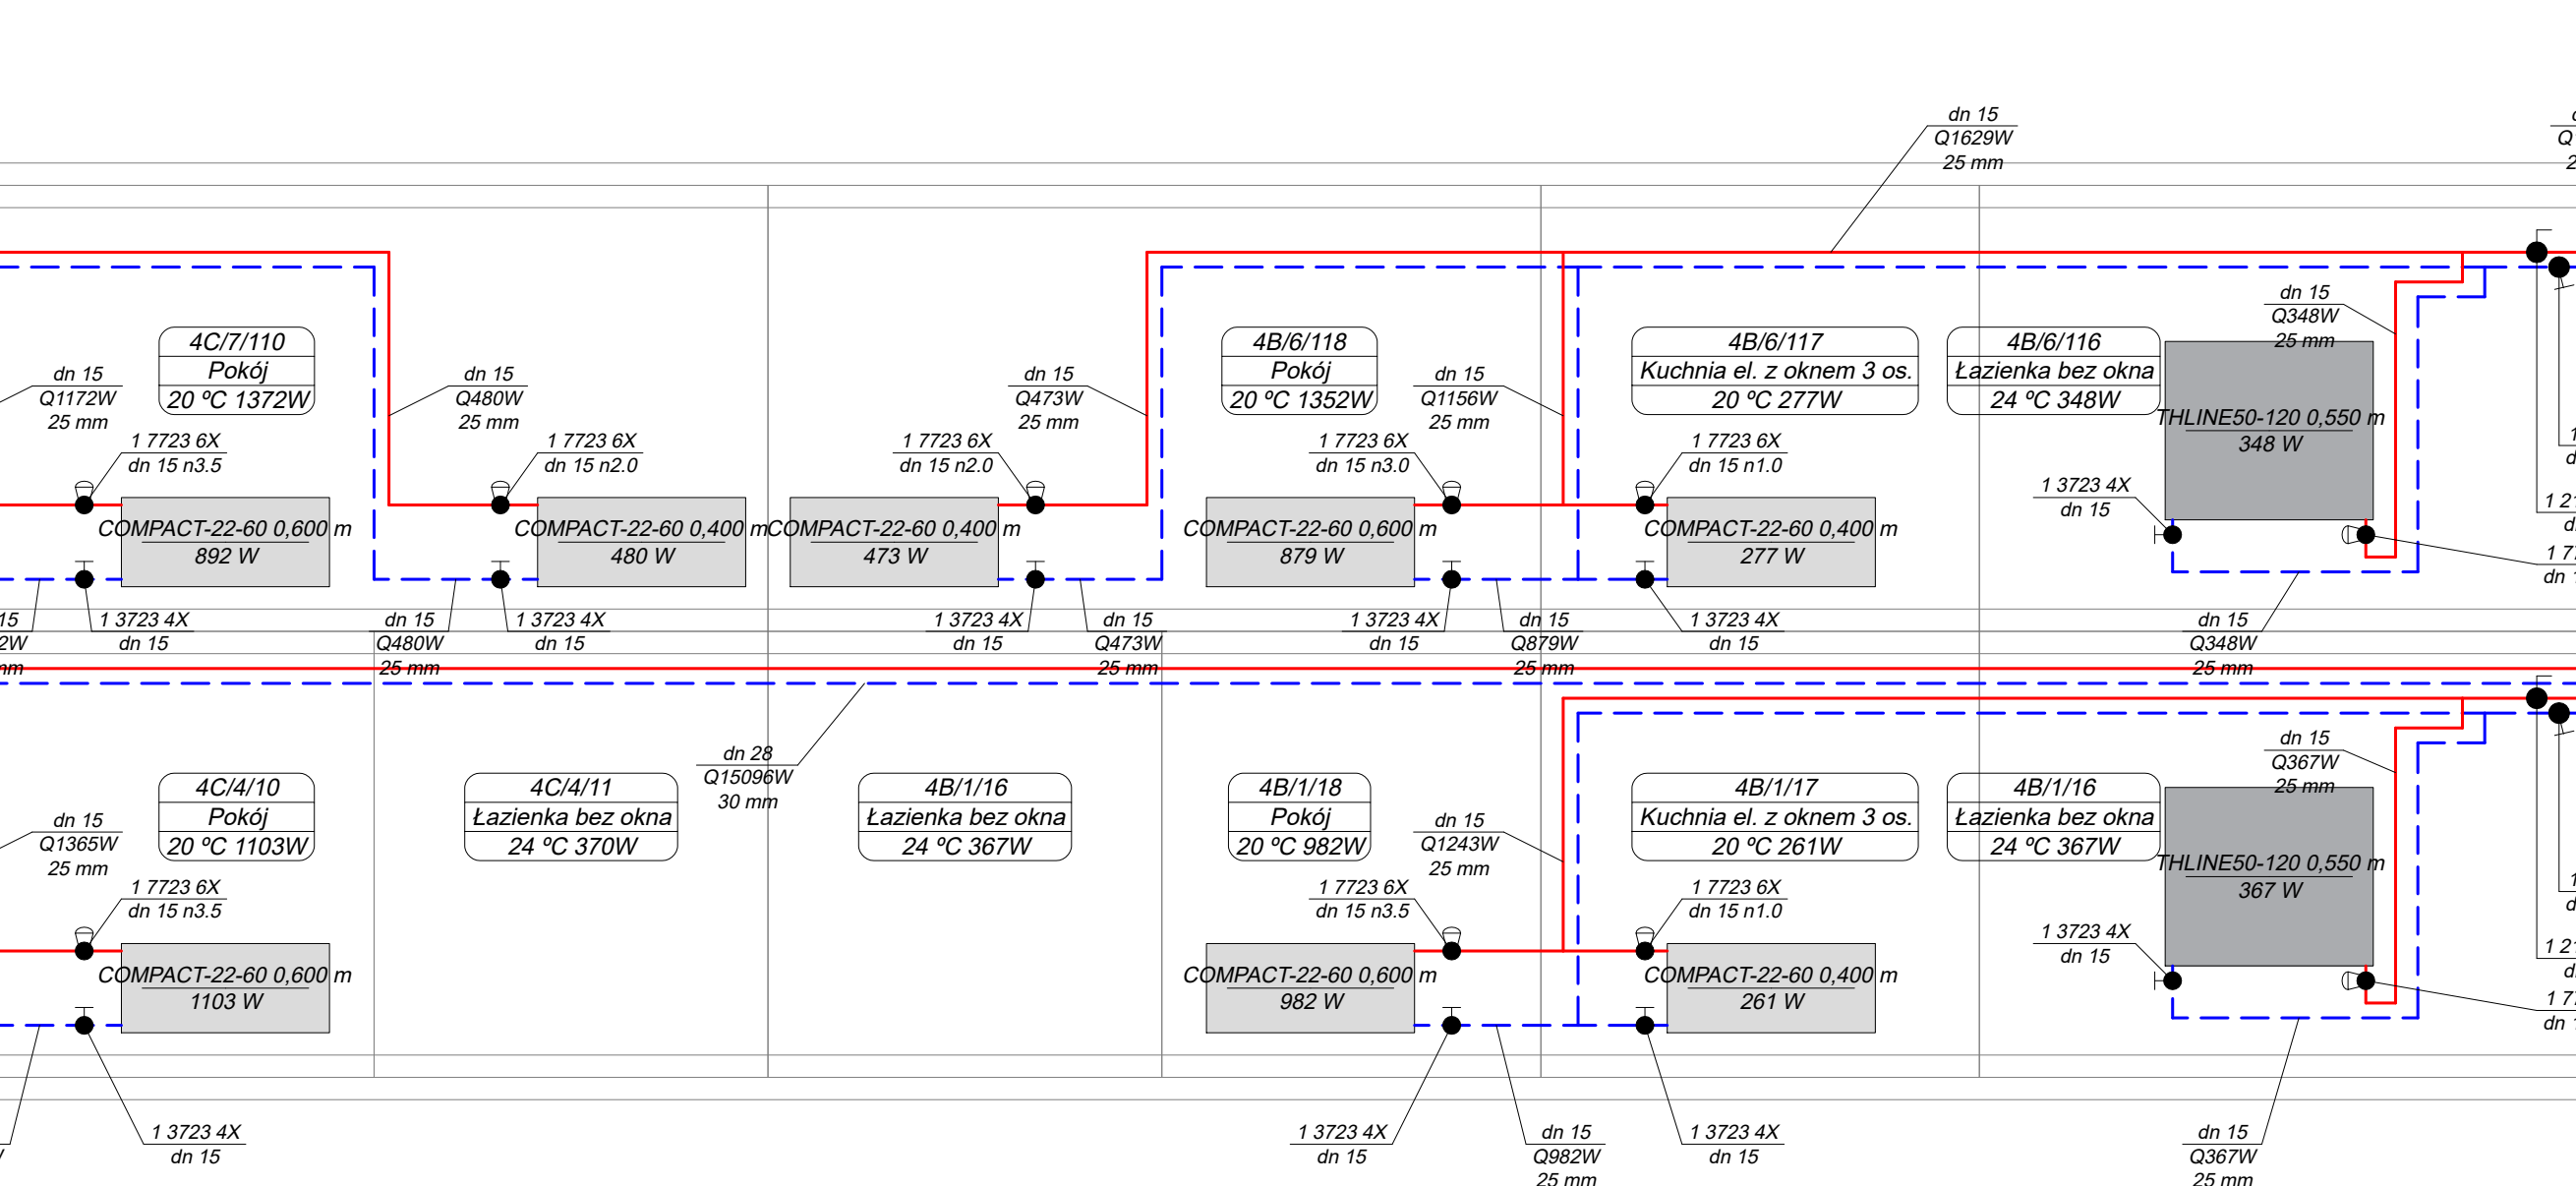 dn 15
Q1629W
25 mm
4C/7/110
Pokój
20 ºC 1372W
dn 15
Q1172W
25 mm
dn 15
Q480W
25 mm
dn 15
Q473W
25 mm
4B/6/118
Pokój
20 ºC 1352W
dn 15
Q1156W
25 mm
4B/6/117
Kuchnia el. z oknem 3 os.
20 ºC 277W
4B/6/116
Łazienka bez okna
24 ºC 348W
dn 15
Q348W
25 mm
1 7723 6X
dn 15 n3.5
1 7723 6X
dn 15 n2.0
1 7723 6X
dn 15 n2.0
1 7723 6X
dn 15 n3.0
1 7723 6X
dn 15 n1.0
THLINE50-120 0,550 m
348 W
1 3723 4X
dn 15
COMPACT-22-60 0,600 m
892 W
COMPACT-22-60 0,400 m
480 W
COMPACT-22-60 0,400 m
473 W
COMPACT-22-60 0,600 m
879 W
COMPACT-22-60 0,400 m
277 W
1 3723 4X
dn 15
dn 15
Q480W
25 mm
1 3723 4X
dn 15
1 3723 4X
dn 15
dn 15
Q473W
25 mm
1 3723 4X
dn 15
dn 15
Q879W
25 mm
1 3723 4X
dn 15
dn 15
Q348W
25 mm
dn 28
Q15096W
30 mm
4C/4/10
Pokój
20 ºC 1103W
dn 15
Q1365W
25 mm
4C/4/11
Łazienka bez okna
24 ºC 370W
4B/1/16
Łazienka bez okna
24 ºC 367W
4B/1/18
Pokój
20 ºC 982W
dn 15
Q1243W
25 mm
4B/1/17
Kuchnia el. z oknem 3 os.
20 ºC 261W
4B/1/16
Łazienka bez okna
24 ºC 367W
dn 15
Q367W
25 mm
1 7723 6X
dn 15 n3.5
1 7723 6X
dn 15 n3.5
1 7723 6X
dn 15 n1.0
THLINE50-120 0,550 m
367 W
1 3723 4X
dn 15
COMPACT-22-60 0,600 m
1103 W
COMPACT-22-60 0,600 m
982 W
COMPACT-22-60 0,400 m
261 W
1 3723 4X
dn 15
1 3723 4X
dn 15
dn 15
Q982W
25 mm
1 3723 4X
dn 15
dn 15
Q367W
25 mm